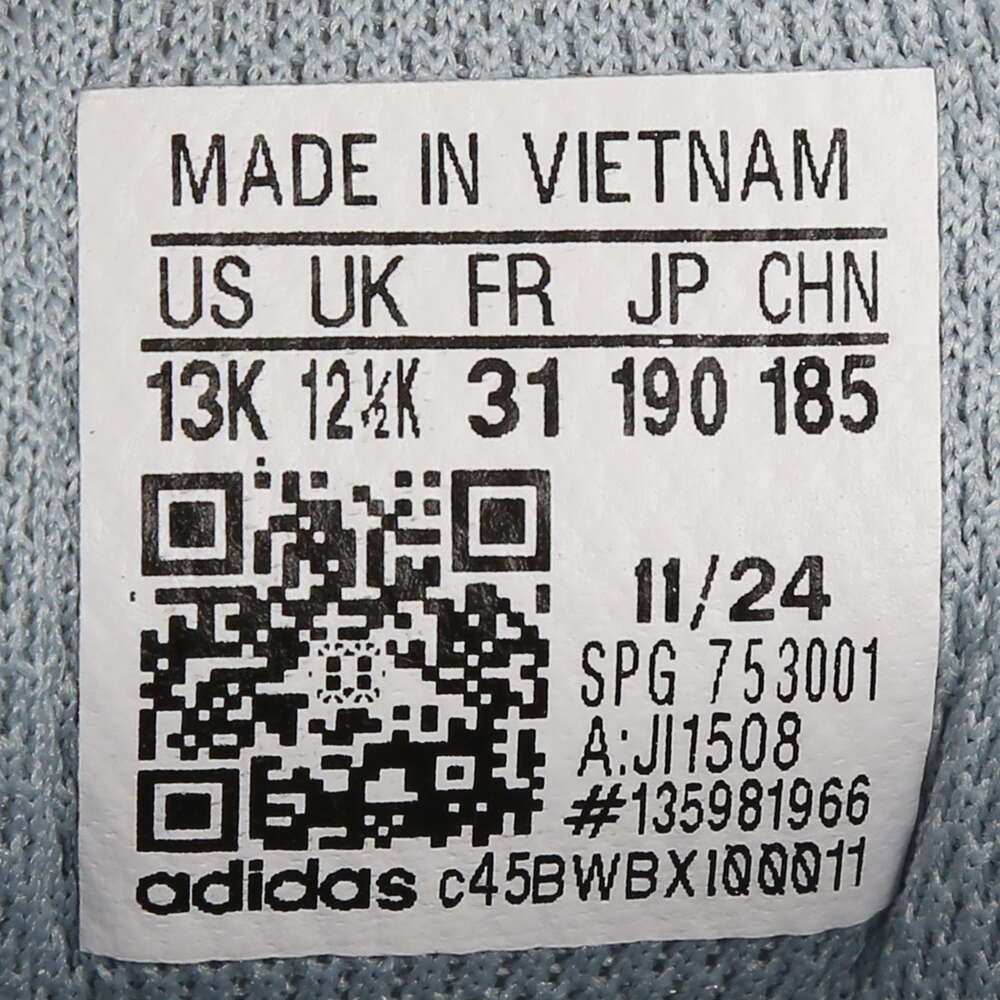 MADE IN VIETNAM
US UK FR JP CHN
13K 12½K 31 190 185
11/24
SPG 753001
A:JI1508
#135981966
adidas c45BWBX1000011